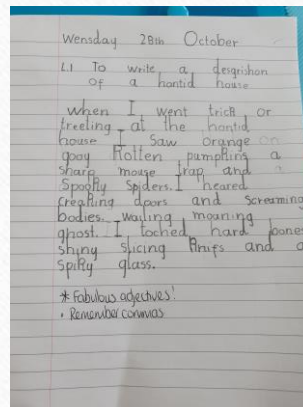 Wensday 28th October
L1 To write a desgrishon
of a hontid house
when I went trick or
treeting at the hontid
house I saw orange
gooy Rotten pumpking a
sharp mouse trap and a
Spooky Spiders. I heared
creaking doors and screaming
bodies. wailing moaning
ghost. I toched hard bones
shiny slicing knifs and a
spiky glass.
* Fabulous adjectives!
• Remember commas